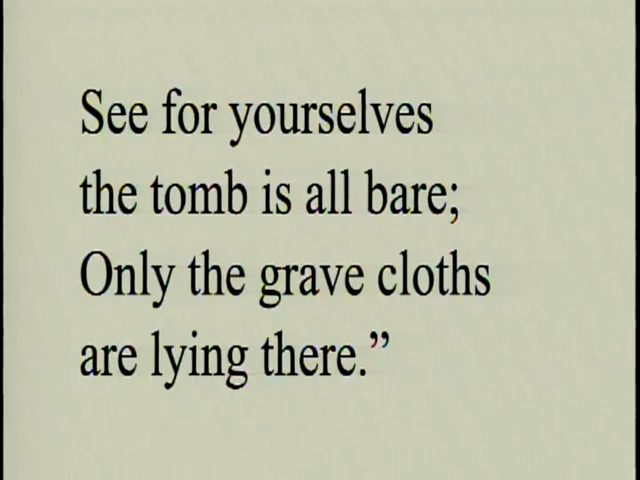 See for yourselves
the tomb is all bare;
Only the grave cloths
are lying there.”